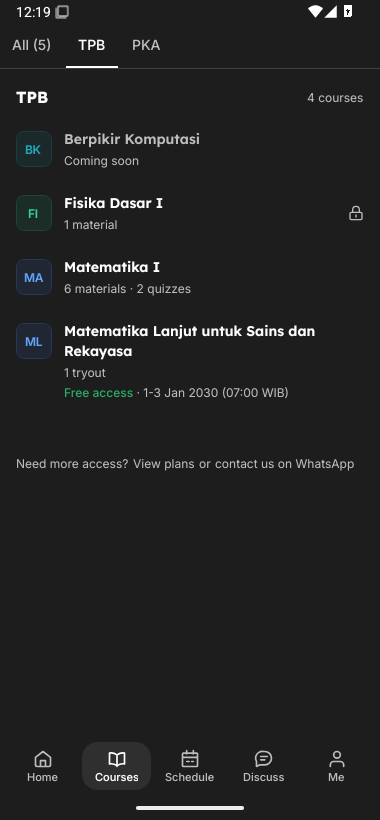 12:19
All (5)
TPB
PKA
TPB
4 courses
BK
Berpikir Komputasi
Coming soon
FI
Fisika Dasar I
1 material
MA
Matematika I
6 materials · 2 quizzes
ML
Matematika Lanjut untuk Sains dan
Rekayasa
1 tryout
Free access · 1-3 Jan 2030 (07:00 WIB)
Need more access? View plans or contact us on WhatsApp
Home
Courses
Schedule
Discuss
Me